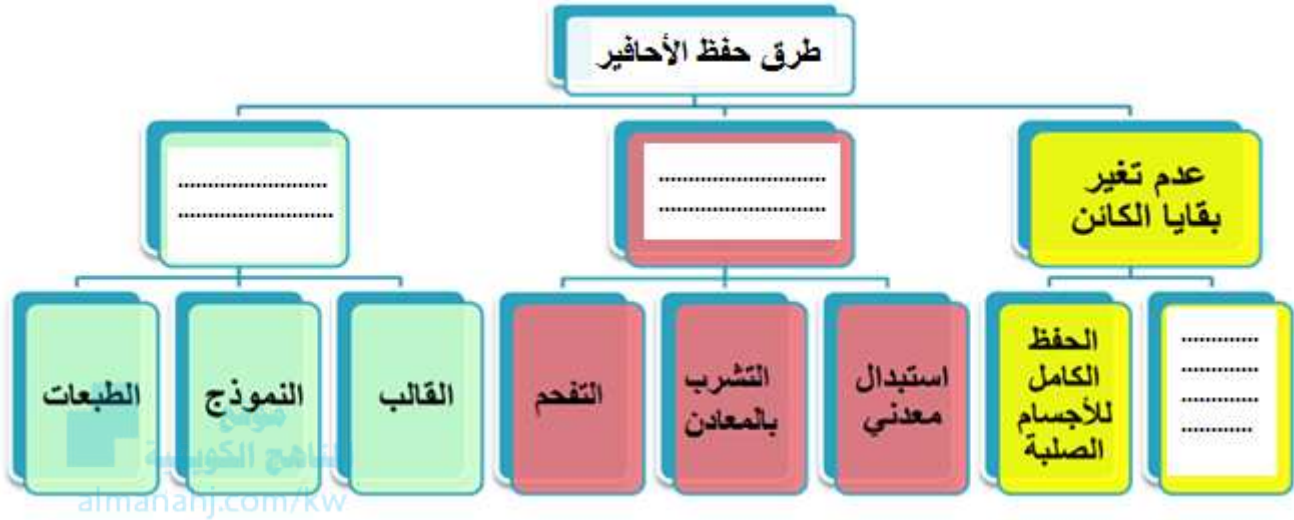 طرق حفظ الأحافير
عدم تغير
بقايا الكائن
..........................
..........................
..........................
..........................
.............
.............
.............
............
الحفظ
الكامل
للأجسام
الصلبة
استبدال
معدني
التشرب
بالمعادن
التفحم
القالب
النموذج
الطبعات
موقع
المناهج الكويتية
almanahj.com/kw